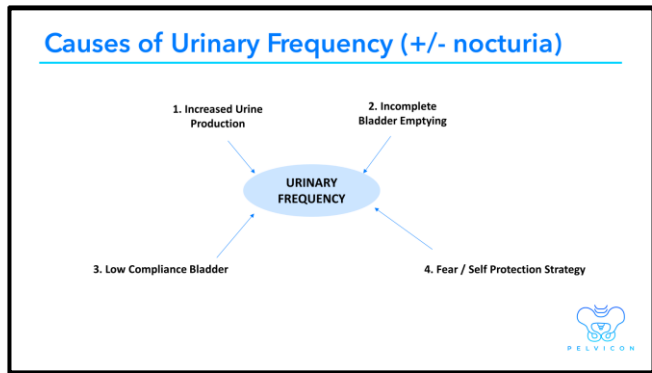 Causes of Urinary Frequency (+/- nocturia)
1. Increased Urine
Production
2. Incomplete
Bladder Emptying
URINARY
FREQUENCY
3. Low Compliance Bladder
4. Fear / Self Protection Strategy
PELVICON